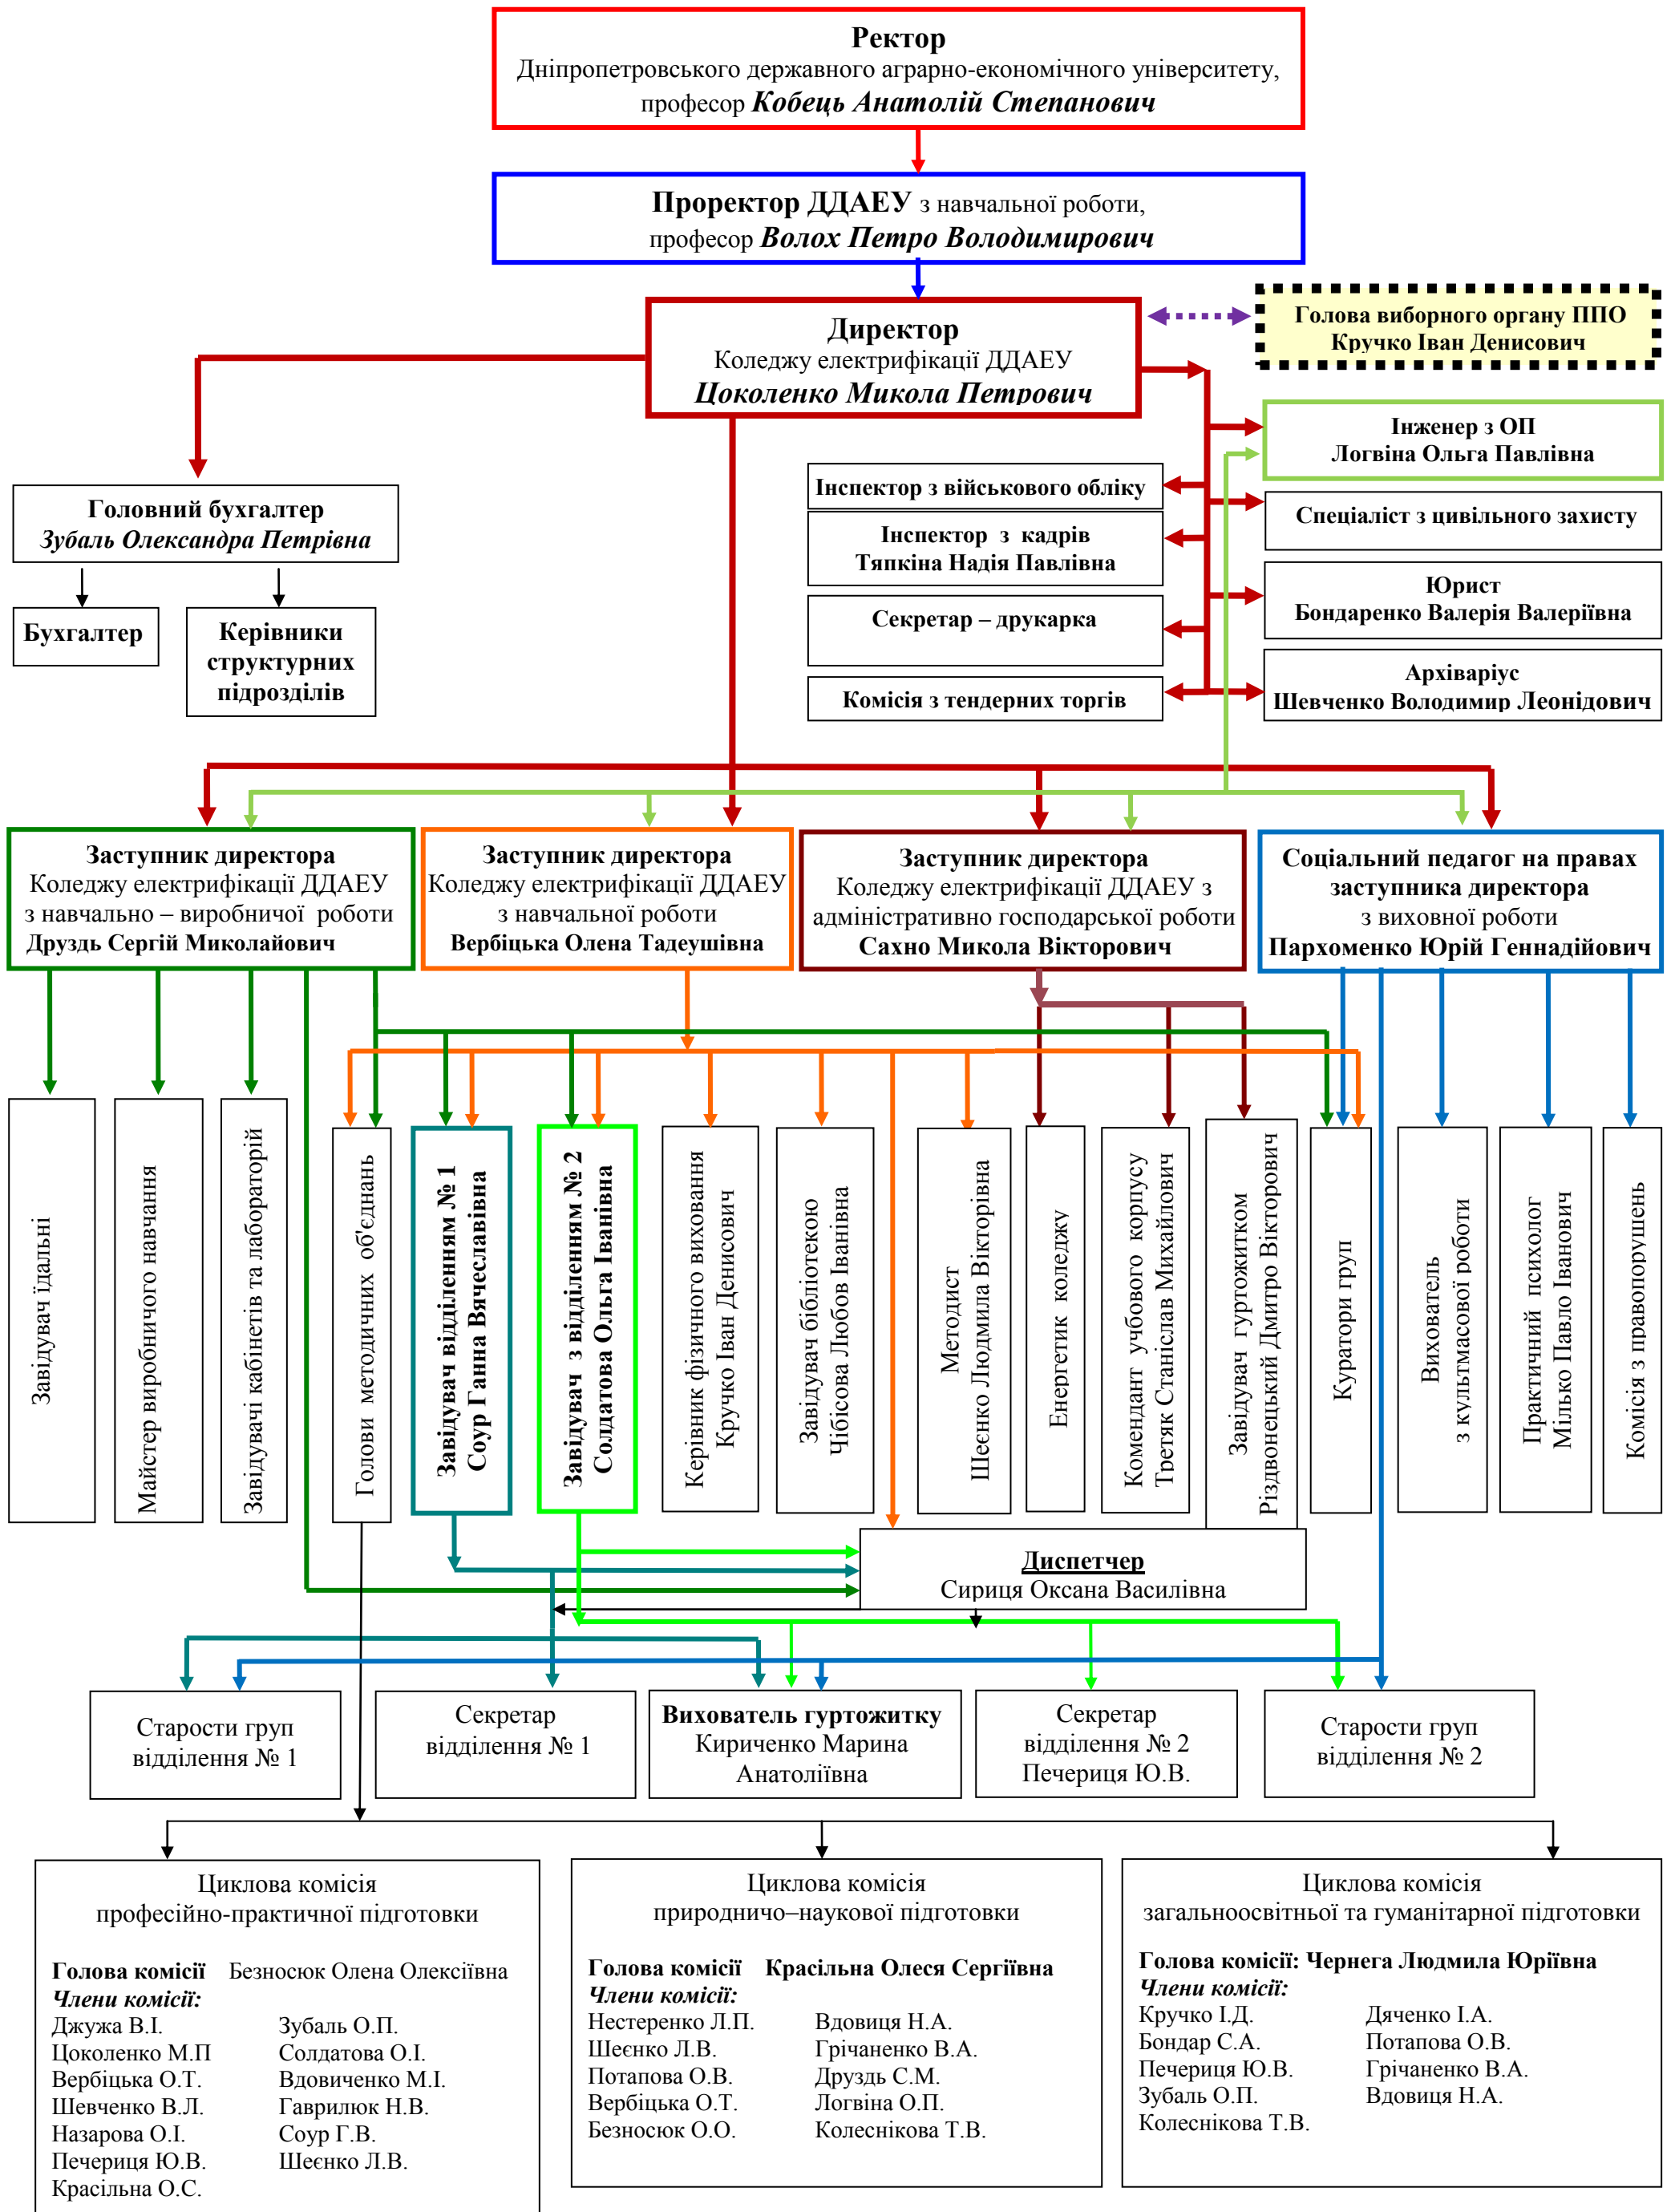 Ректор
Дніпропетровського державного аграрно-економічного університету,
професор Кобець Анатолій Степанович
Проректор ДДАЕУ з навчальної роботи,
професор Волох Петро Володимирович
Директор
Коледжу електрифікації ДДАЕУ
Цоколенко Микола Петрович
Голова виборного органу ППО
Кручко Іван Денисович
Інженер з ОП
Логвіна Ольга Павлівна
Головний бухгалтер
Зубаль Олександра Петрівна
Бухгалтер
Керівники
структурних
підрозділів
Інспектор з військового обліку
Інспектор з кадрів
Тяпкіна Надія Павлівна
Секретар – друкарка
Комісія з тендерних торгів
Спеціаліст з цивільного захисту
Юрист
Бондаренко Валерія Валеріївна
Архіваріус
Шевченко Володимир Леонідович
Заступник директора
Коледжу електрифікації ДДАЕУ
з навчально – виробничої роботи
Друздь Сергій Миколайович
Заступник директора
Коледжу електрифікації ДДАЕУ
з навчальної роботи
Вербіцька Олена Тадеушівна
Заступник директора
Коледжу електрифікації ДДАЕУ з
адміністративно господарської роботи
Сахно Микола Вікторович
Соціальний педагог на правах
заступника директора
з виховної роботи
Пархоменко Юрій Геннадійович
Завідувач їдальні
Майстер виробничого навчання
Завідувачі кабінетів та лабораторій
Голови методичних об'єднань
Завідувач відділенням № 1
Соур Ганна Вячеславівна
Завідувач з відділенням № 2
Солдатова Ольга Іванівна
Керівник фізичного виховання
Кручко Іван Денисович
Завідувач бібліотекою
Чібісова Любов Іванівна
Методист
Шеєнко Людмила Вікторівна
Енергетик коледжу
Комендант учбового корпусу
Третяк Станіслав Михайлович
Завідувач гуртожитком
Різдвонецький Дмитро Вікторович
Куратори груп
Вихователь
з культмасової роботи
Практичний психолог
Мілько Павло Іванович
Комісія з правопорушень
Диспетчер
Сириця Оксана Василівна
Старости груп
відділення № 1
Секретар
відділення № 1
Вихователь гуртожитку
Кириченко Марина
Анатоліївна
Секретар
відділення № 2
Печериця Ю.В.
Старости груп
відділення № 2
Циклова комісія
професійно-практичної підготовки
Голова комісії Безносюк Олена Олексіївна
Члени комісії:
Джужа В.І. Зубаль О.П.
Цоколенко М.П Солдатова О.І.
Вербіцька О.Т. Вдовиченко М.І.
Шевченко В.Л. Гаврилюк Н.В.
Назарова О.І. Соур Г.В.
Печериця Ю.В. Шеєнко Л.В.
Красільна О.С.
Циклова комісія
природничо–наукової підготовки
Голова комісії Красільна Олеся Сергіївна
Члени комісії:
Нестеренко Л.П. Вдовиця Н.А.
Шеєнко Л.В. Грічаненко В.А.
Потапова О.В. Друздь С.М.
Вербіцька О.Т. Логвіна О.П.
Безносюк О.О. Колеснікова Т.В.
Циклова комісія
загальноосвітньої та гуманітарної підготовки
Голова комісії: Чернега Людмила Юріївна
Члени комісії:
Кручко І.Д. Дяченко І.А.
Бондар С.А. Потапова О.В.
Печериця Ю.В. Грічаненко В.А.
Зубаль О.П. Вдовиця Н.А.
Колеснікова Т.В.